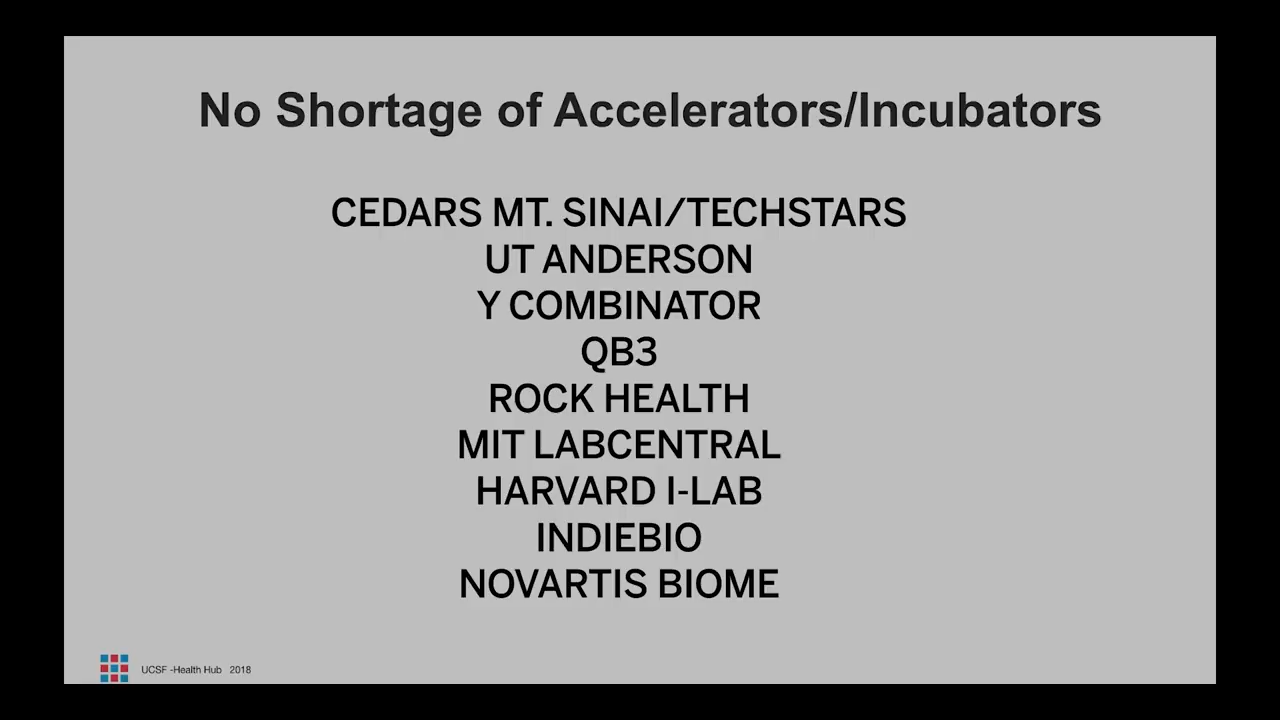 No Shortage of Accelerators/Incubators
CEDARS MT. SINAI/TECHSTARS
UT ANDERSON
Y COMBINATOR
QB3
ROCK HEALTH
MIT LABCENTRAL
HARVARD I-LAB
INDIEBIO
NOVARTIS BIOME
UCSF -Health Hub 2018